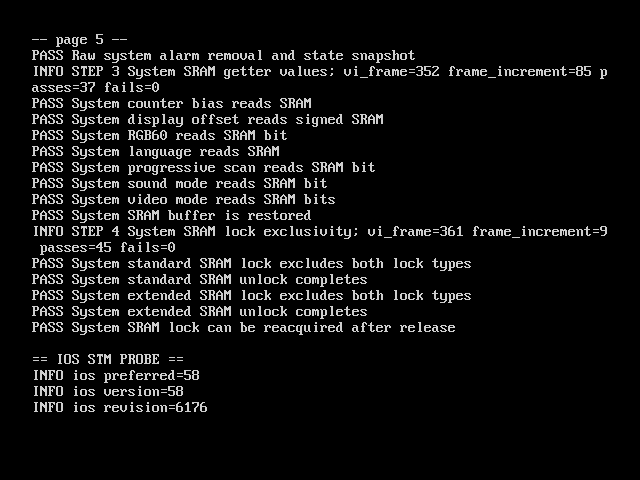 -- page 5 --
PASS Raw system alarm removal and state snapshot
INFO STEP 3 System SRAM getter values; vi_frame=352 frame_increment=85 p
asses=37 fails=0
PASS System counter bias reads SRAM
PASS System display offset reads signed SRAM
PASS System RGB60 reads SRAM bit
PASS System language reads SRAM
PASS System progressive scan reads SRAM bit
PASS System sound mode reads SRAM bit
PASS System video mode reads SRAM bits
PASS System SRAM buffer is restored
INFO STEP 4 System SRAM lock exclusivity; vi_frame=361 frame_increment=9
 passes=45 fails=0
PASS System standard SRAM lock excludes both lock types
PASS System standard SRAM unlock completes
PASS System extended SRAM lock excludes both lock types
PASS System extended SRAM unlock completes
PASS System SRAM lock can be reacquired after release
== IOS STM PROBE ==
INFO ios preferred=58
INFO ios version=58
INFO ios revision=6176